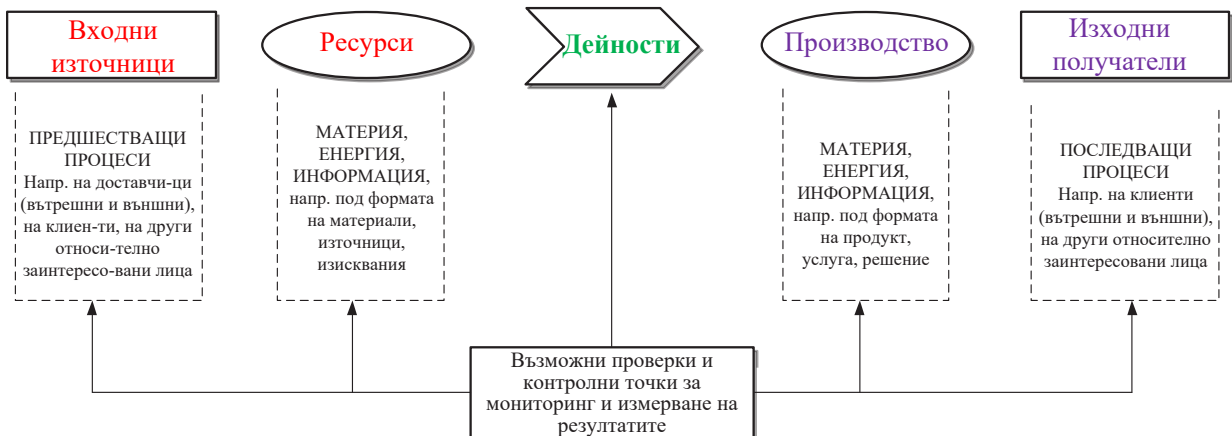 Входни
източници
Ресурси
Дейности
Производство
Изходни
получатели
ПРЕДШЕСТВАЩИ
ПРОЦЕСИ
Напр. на доставчи-ци
(вътрешни и външни),
на клиен-ти, на други
относи-телно
заинтересо-вани лица
МАТЕРИЯ,
ЕНЕРГИЯ,
ИНФОРМАЦИЯ,
напр. под формата
на материали,
източници,
изисквания
МАТЕРИЯ,
ЕНЕРГИЯ,
ИНФОРМАЦИЯ,
напр. под формата
на продукт,
услуга, решение
ПОСЛЕДВАЩИ
ПРОЦЕСИ
Напр. на клиенти
(вътрешни и външни),
на други относително
заинтересовани лица
Възможни проверки и
контролни точки за
мониторинг и измерване на
резултатите